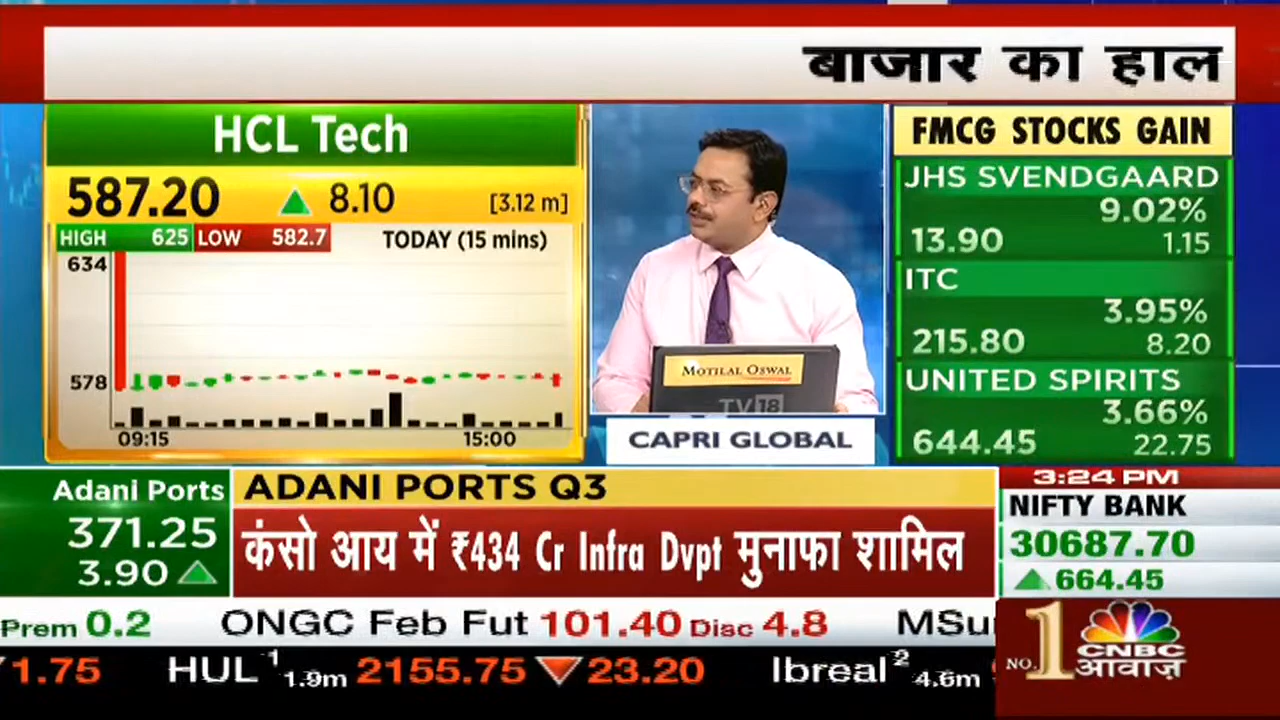 बाजार का हाल
HCL Tech
587.20 8.10 [3.12 m]
HIGH 625 LOW 582.7 TODAY (15 mins)
634
578
09:15 15:00
MOTILAL OSWAL
TV18
CAPRI GLOBAL
FMCG STOCKS GAIN
JHS SVENDGAARD
9.02%
13.90 1.15
ITC
3.95%
215.80 8.20
UNITED SPIRITS
3.66%
644.45 22.75
Adani Ports
371.25
3.90
ADANI PORTS Q3
कंसो आय में ₹434 Cr Infra Dvpt मुनाफा शामिल
3:24 PM
NIFTY BANK
30687.70
664.45
Prem 0.2 ONGC Feb Fut 101.40 Disc 4.8 MSu
1.75 HUL 1 1.9m 2155.75 23.20 Ibreal 2 4.6m
NO. 1 CNBC
आवाज़